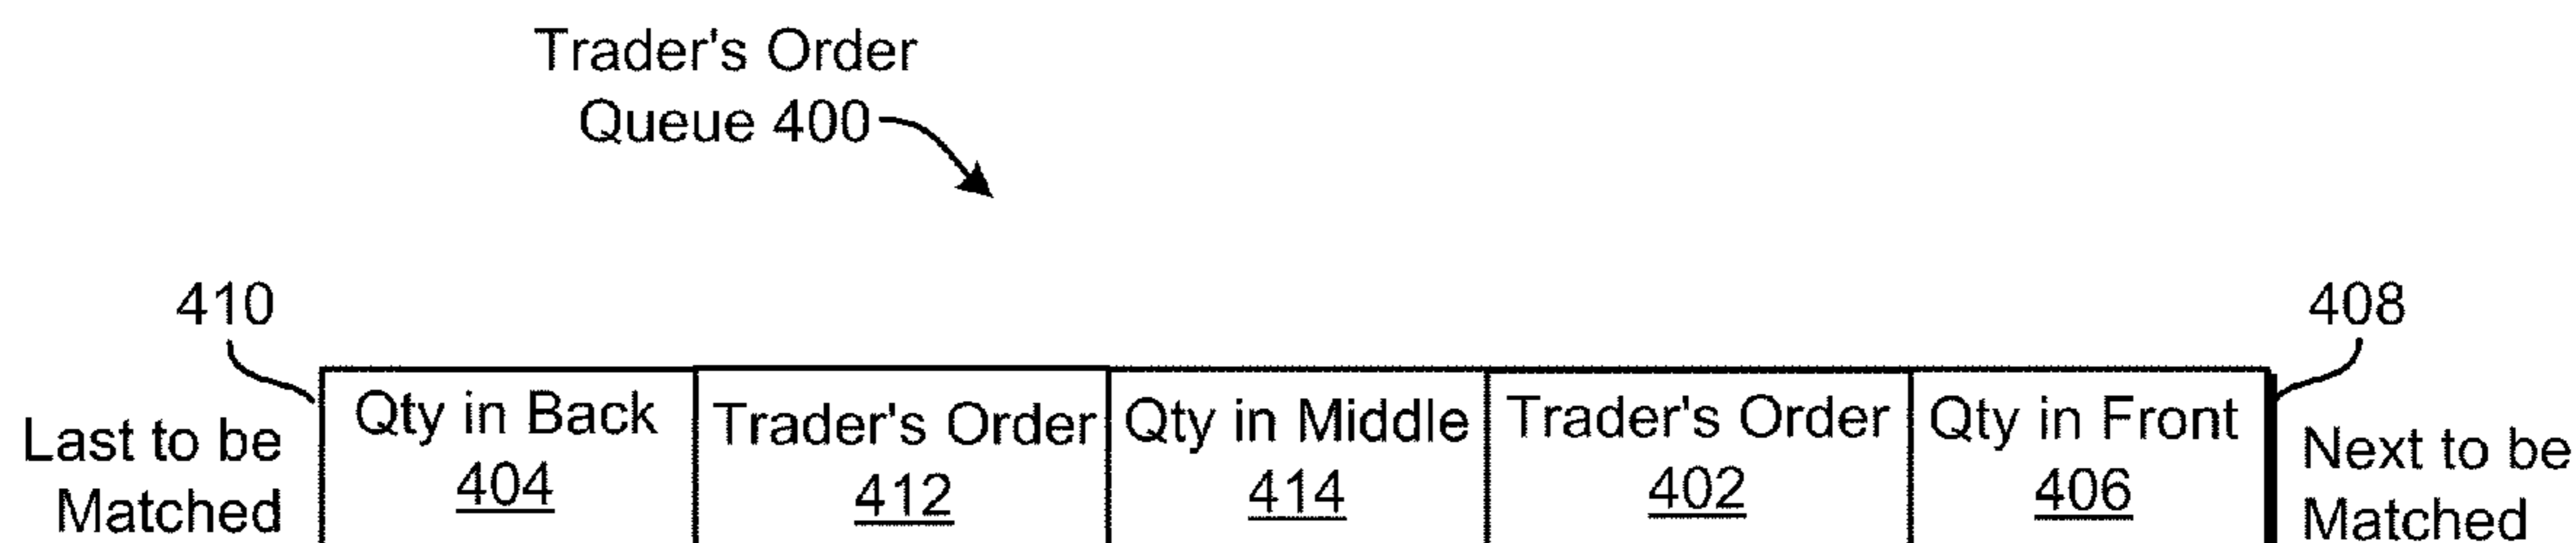 Trader's Order
Queue 400
410
408
Last to be
Matched
Qty in Back
404
Trader's Order
412
Qty in Middle
414
Trader's Order
402
Qty in Front
406
Next to be
Matched